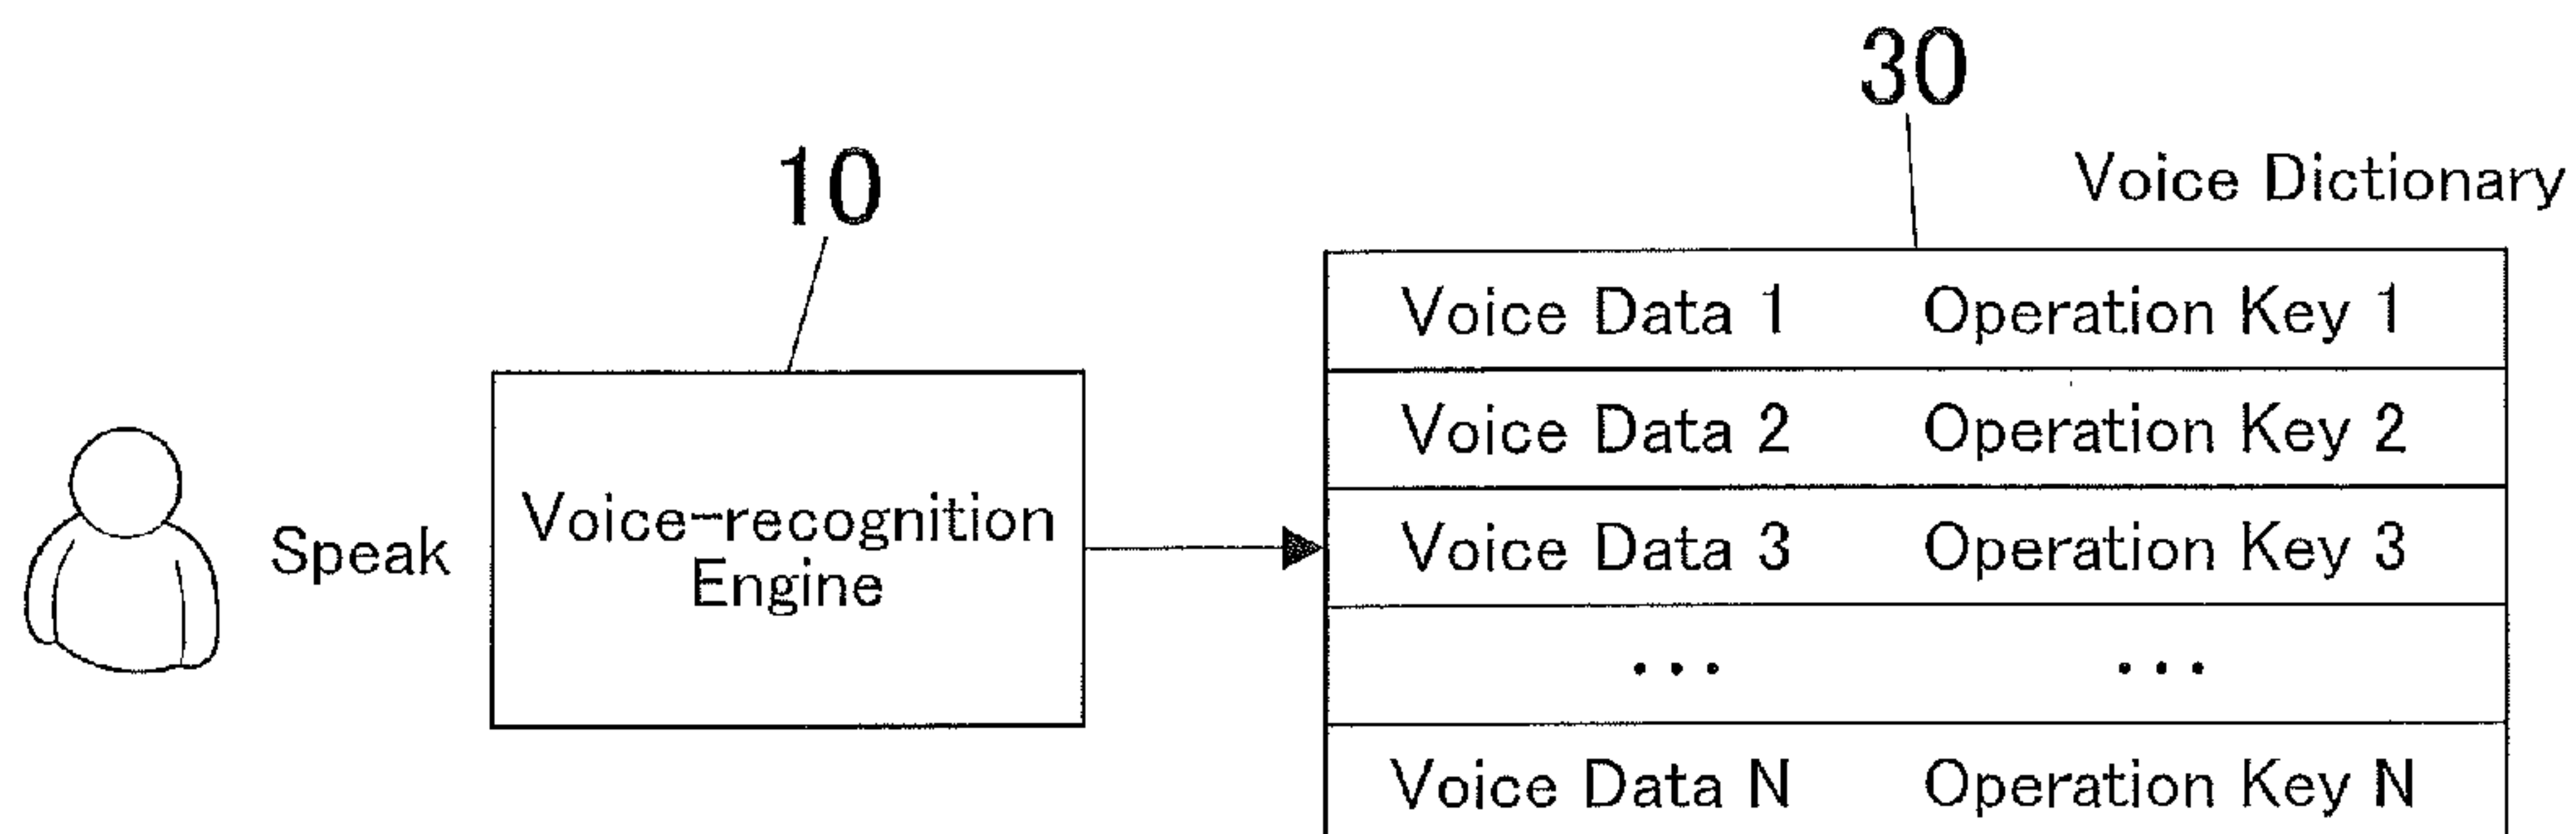 30
10
Voice Dictionary
Voice Data 1 Operation Key 1
Voice Data 2 Operation Key 2
Speak
Voice-recognition
Engine
Voice Data 3 Operation Key 3
... ...
Voice Data N Operation Key N